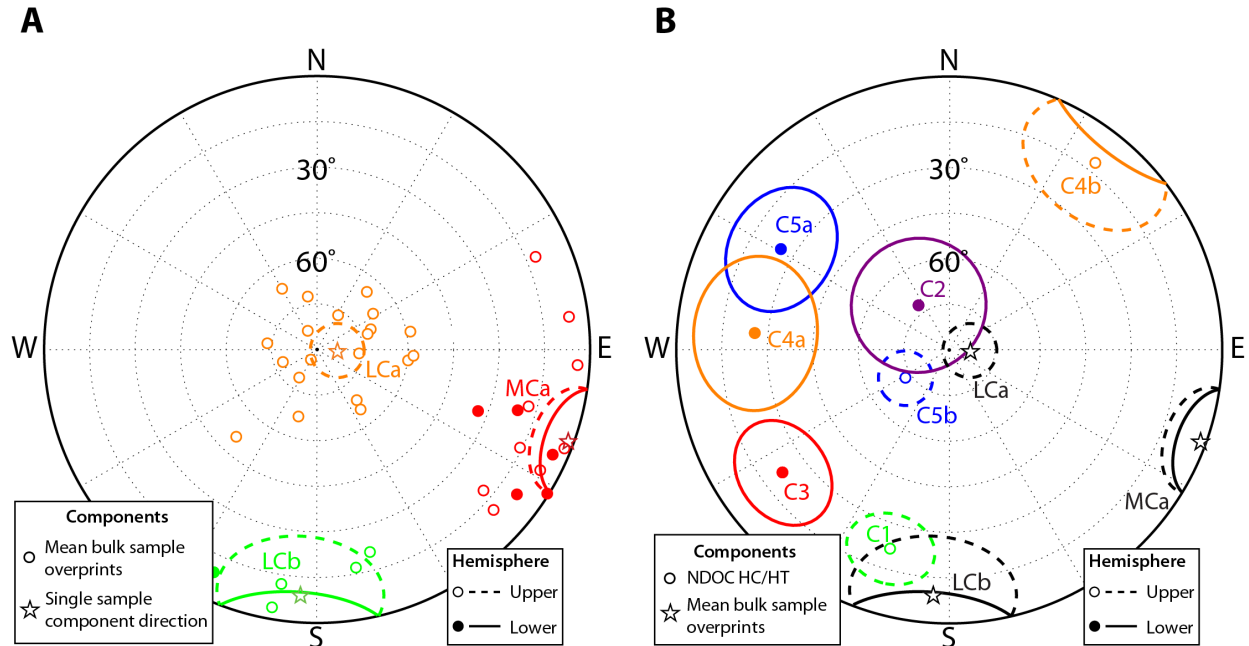 A
N
30°
60°
W
E
LCa
MCa
LCb
S
Components
Mean bulk sample
overprints
Single sample
component direction
Hemisphere
Upper
Lower
B
N
30°
60°
W
E
C4b
C5a
C2
C4a
LCa
C5b
C3
MCa
C1
LCb
S
Components
NDOC HC/HT
Mean bulk sample
overprints
Hemisphere
Upper
Lower